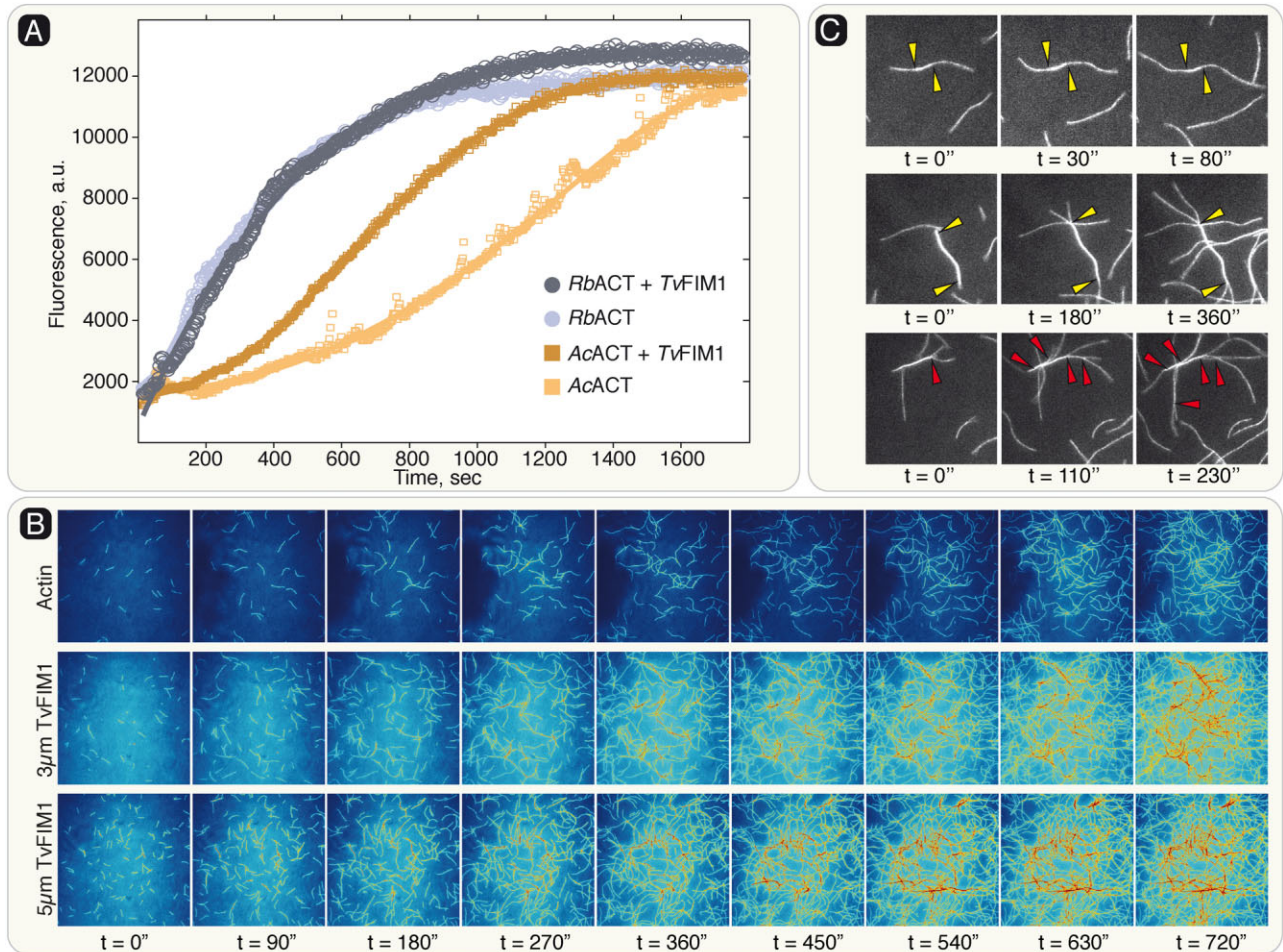 A
Fluorescence, a.u.
12000
10000
8000
6000
4000
2000
RbACT + TvFIM1
RbACT
AcACT + TvFIM1
AcACT
200 400 600 800 1000 1200 1400 1600
Time, sec
C
t = 0” t = 30” t = 80”
t = 0” t = 180” t = 360”
t = 0” t = 110” t = 230”
B
Actin
3µm TvFIM1
5µm TvFIM1
t = 0” t = 90” t = 180” t = 270” t = 360” t = 450” t = 540” t = 630” t = 720”